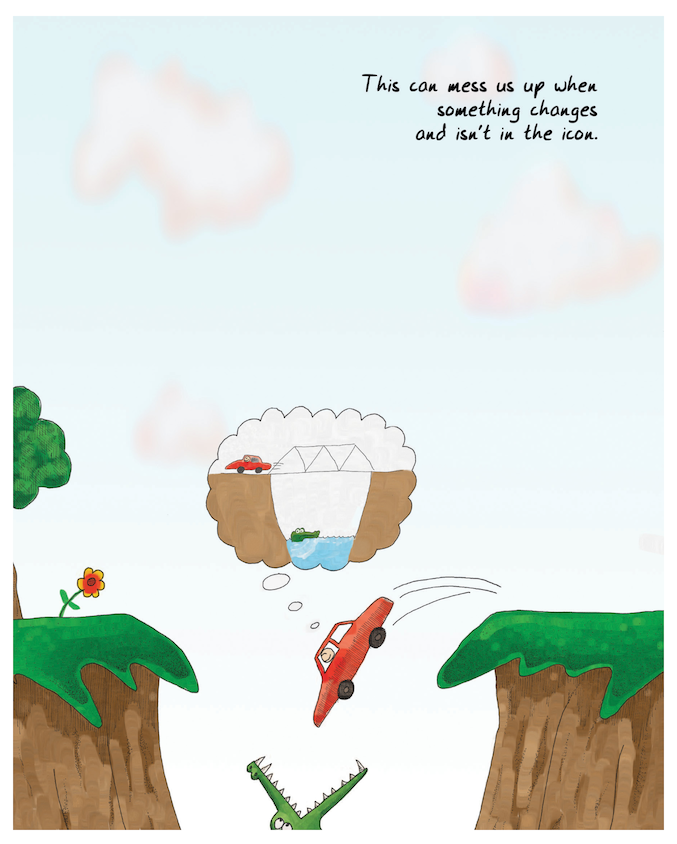 This can mess us up when
something changes
and isn't in the icon.